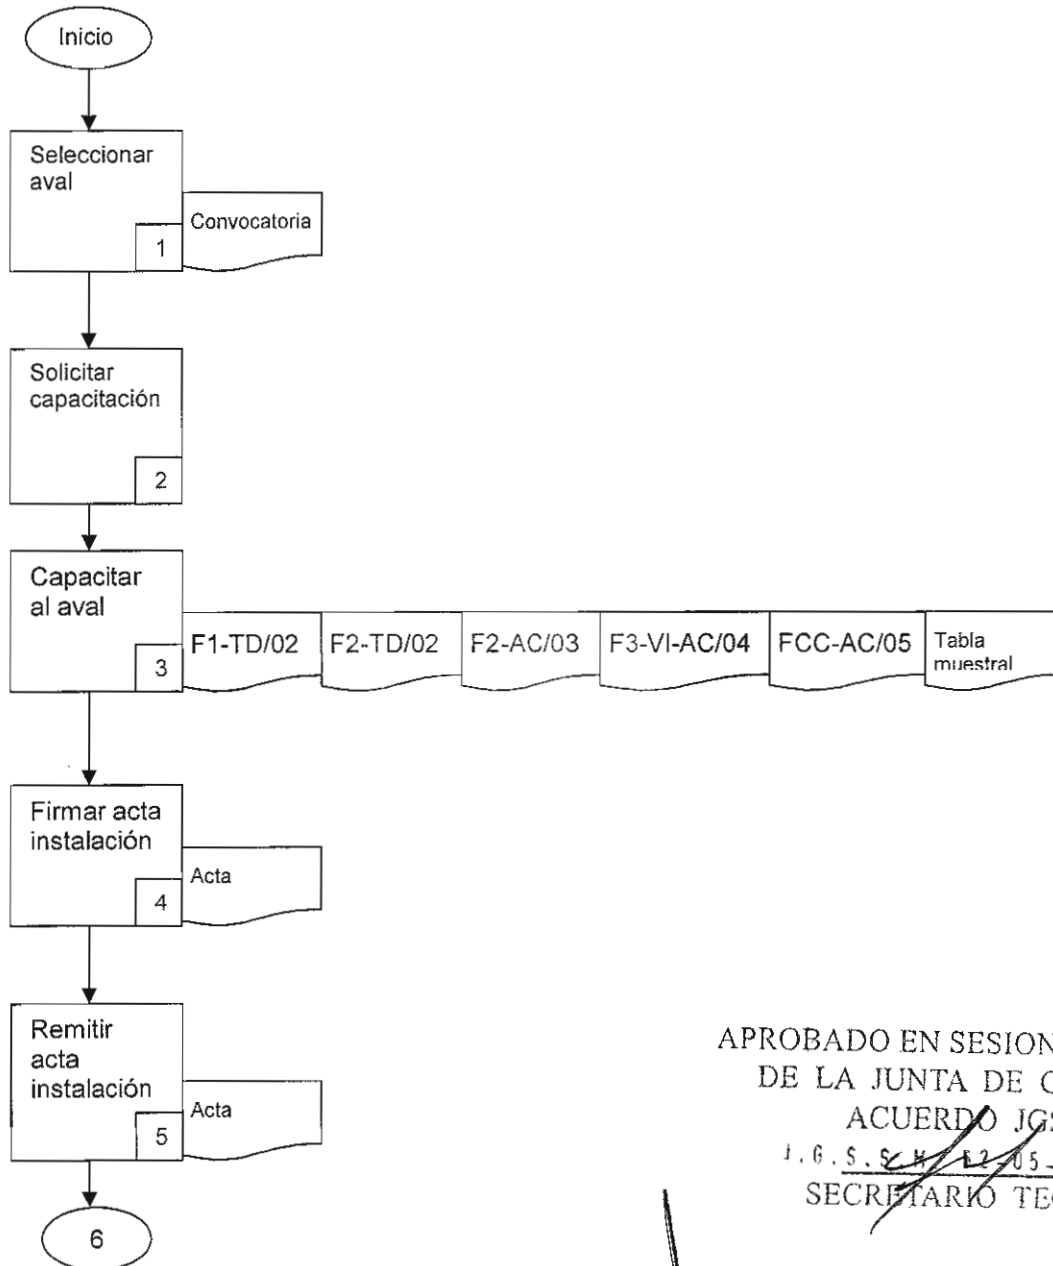 Inicio
Seleccionar
aval
1
Convocatoria
Solicitar
capacitación
2
Capacitar
al aval
3
F1-TD/02
F2-TD/02
F2-AC/03
F3-VI-AC/04
FCC-AC/05
Tabla
muestral
Firmar acta
instalación
4
Acta
Remitir
acta
instalación
5
Acta
6
APROBADO EN SESION
DE LA JUNTA DE
ACUERDO
SECRETARIO